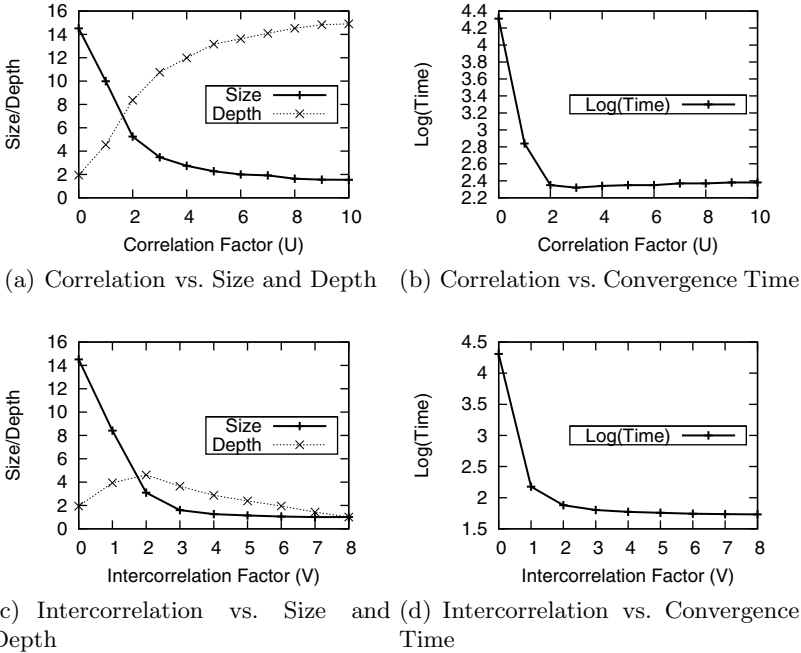 16
14
12
10
8
6
4
2
0
Size/Depth
Size
Depth
0 2 4 6 8 10
Correlation Factor (U)
(a) Correlation vs. Size and Depth
4.4
4.2
4
3.8
3.6
3.4
3.2
3
2.8
2.6
2.4
2.2
Log(Time)
Log(Time)
0 2 4 6 8 10
Correlation Factor (U)
(b) Correlation vs. Convergence Time
16
14
12
10
8
6
4
2
0
Size/Depth
Size
Depth
0 1 2 3 4 5 6 7 8
Intercorrelation Factor (V)
c) Intercorrelation vs. Size and
Depth
4.5
4
3.5
3
2.5
2
1.5
Log(Time)
Log(Time)
0 1 2 3 4 5 6 7 8
Intercorrelation Factor (V)
(d) Intercorrelation vs. Convergence
Time